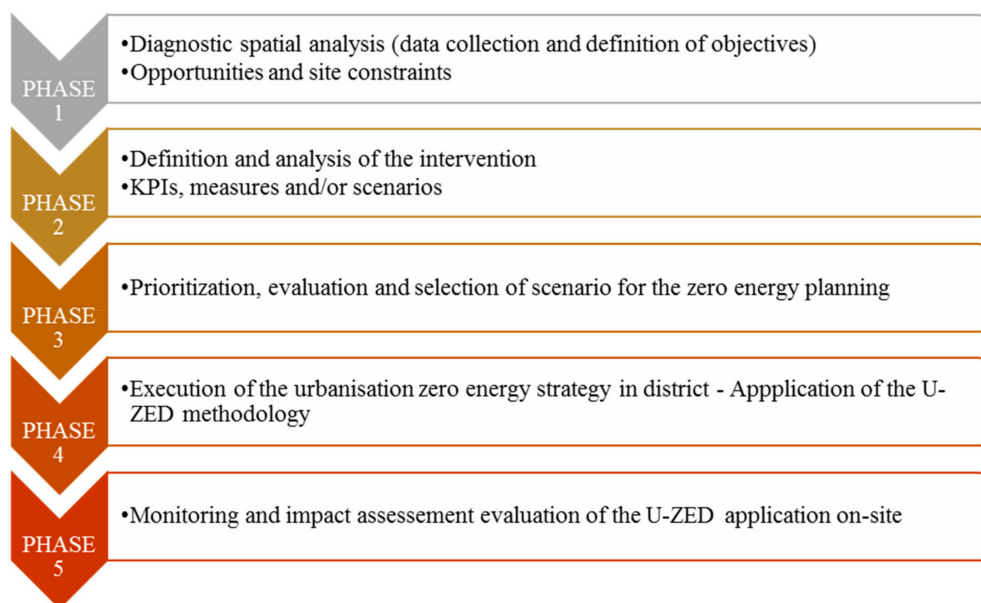 PHASE
1
•Diagnostic spatial analysis (data collection and definition of objectives)
•Opportunities and site constraints
PHASE
2
•Definition and analysis of the intervention
•KPIs, measures and/or scenarios
PHASE
3
•Prioritization, evaluation and selection of scenario for the zero energy planning
PHASE
4
•Execution of the urbanisation zero energy strategy in district - Appplication of the U-
ZED methodology
PHASE
5
•Monitoring and impact assessement evaluation of the U-ZED application on-site